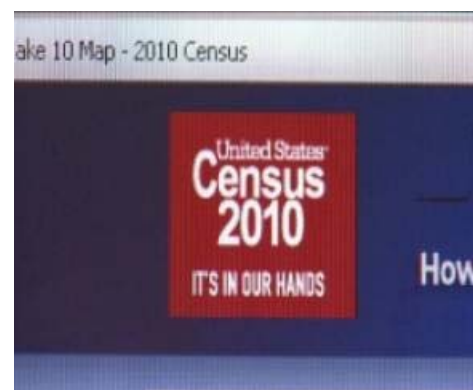 ake 10 Map - 2010 Census
United States
Census
2010
IT'S IN OUR HANDS
How